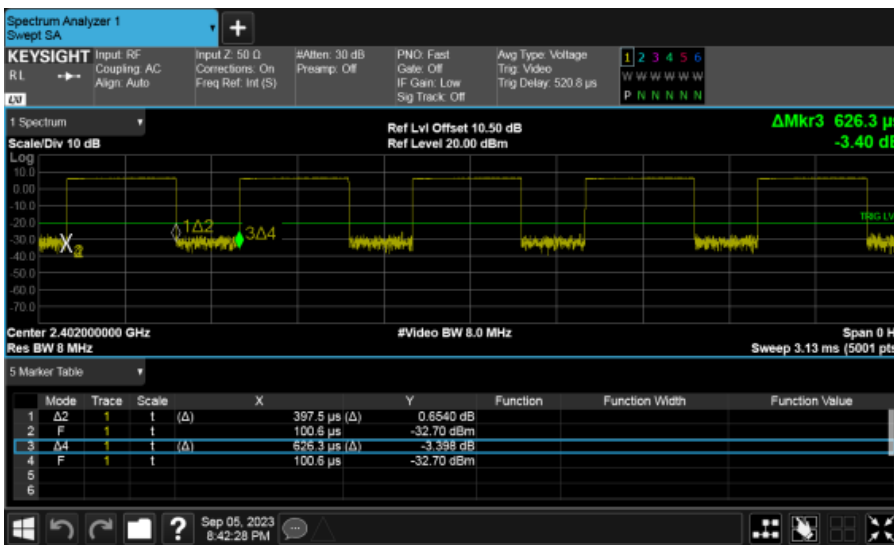 Spectrum Analyzer 1
Swept SA
+
KEYSIGHT Input: RF Input Z: 50 Ω #Atten: 30 dB PNO: Fast Avg Type: Voltage 1 2 3 4 5 6
RL Coupling: AC Corrections: On Preamp: Off Gate: Off Trig: Video W W W W W W
Align: Auto Freq Ref: Int (S) IF Gain: Low Trig Delay: 520.8 µs P N N N N N
Sig Track: Off
LXI
1 Spectrum
Ref Lvl Offset 10.50 dB ΔMkr3 626.3 µs
Scale/Div 10 dB Ref Level 20.00 dBm -3.40 dB
Log
10.0
0.00
-10.0
-20.0 TRIG LV
1Δ2
3Δ4
-30.0
X
-40.0
-50.0
-60.0
-70.0
Center 2.402000000 GHz #Video BW 8.0 MHz Span 0 H
Res BW 8 MHz Sweep 3.13 ms (5001 pts
5 Marker Table
Mode Trace Scale X Y Function Function Width Function Value
1 Δ2 1 t (Δ) 397.5 µs (Δ) 0.6540 dB
2 F 1 t 100.6 µs -32.70 dBm
3 Δ4 1 t (Δ) 626.3 µs (Δ) -3.398 dB
4 F 1 t 100.6 µs -32.70 dBm
5
6
? Sep 05, 2023
8:42:28 PM